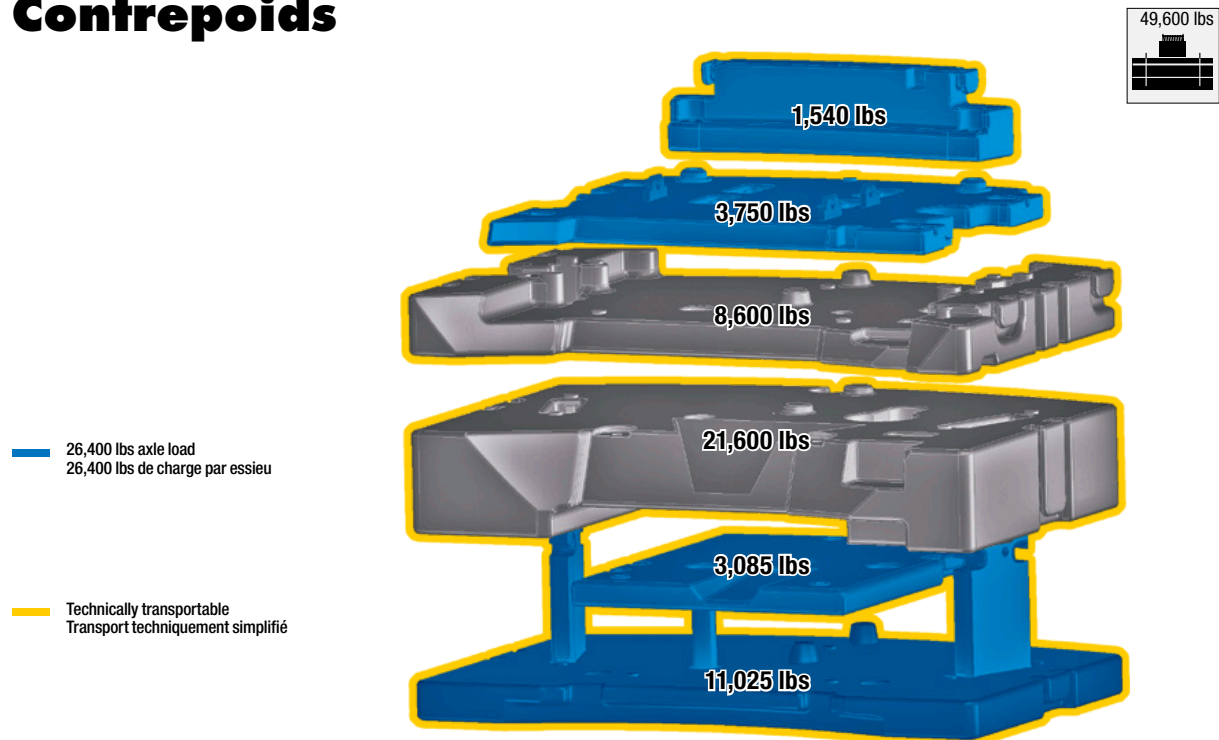 Contrepoids
49,600 lbs
1,540 lbs
3,750 lbs
8,600 lbs
21,600 lbs
3,085 lbs
11,025 lbs
26,400 lbs axle load
26,400 lbs de charge par essieu
Technically transportable
Transport techniquement simplifié